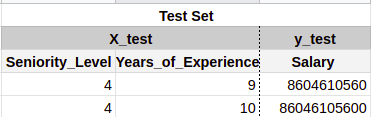 Test Set
X_test y_test
Seniority_Level Years_of_Experience Salary
4 9 8604610560
4 10 86046105600